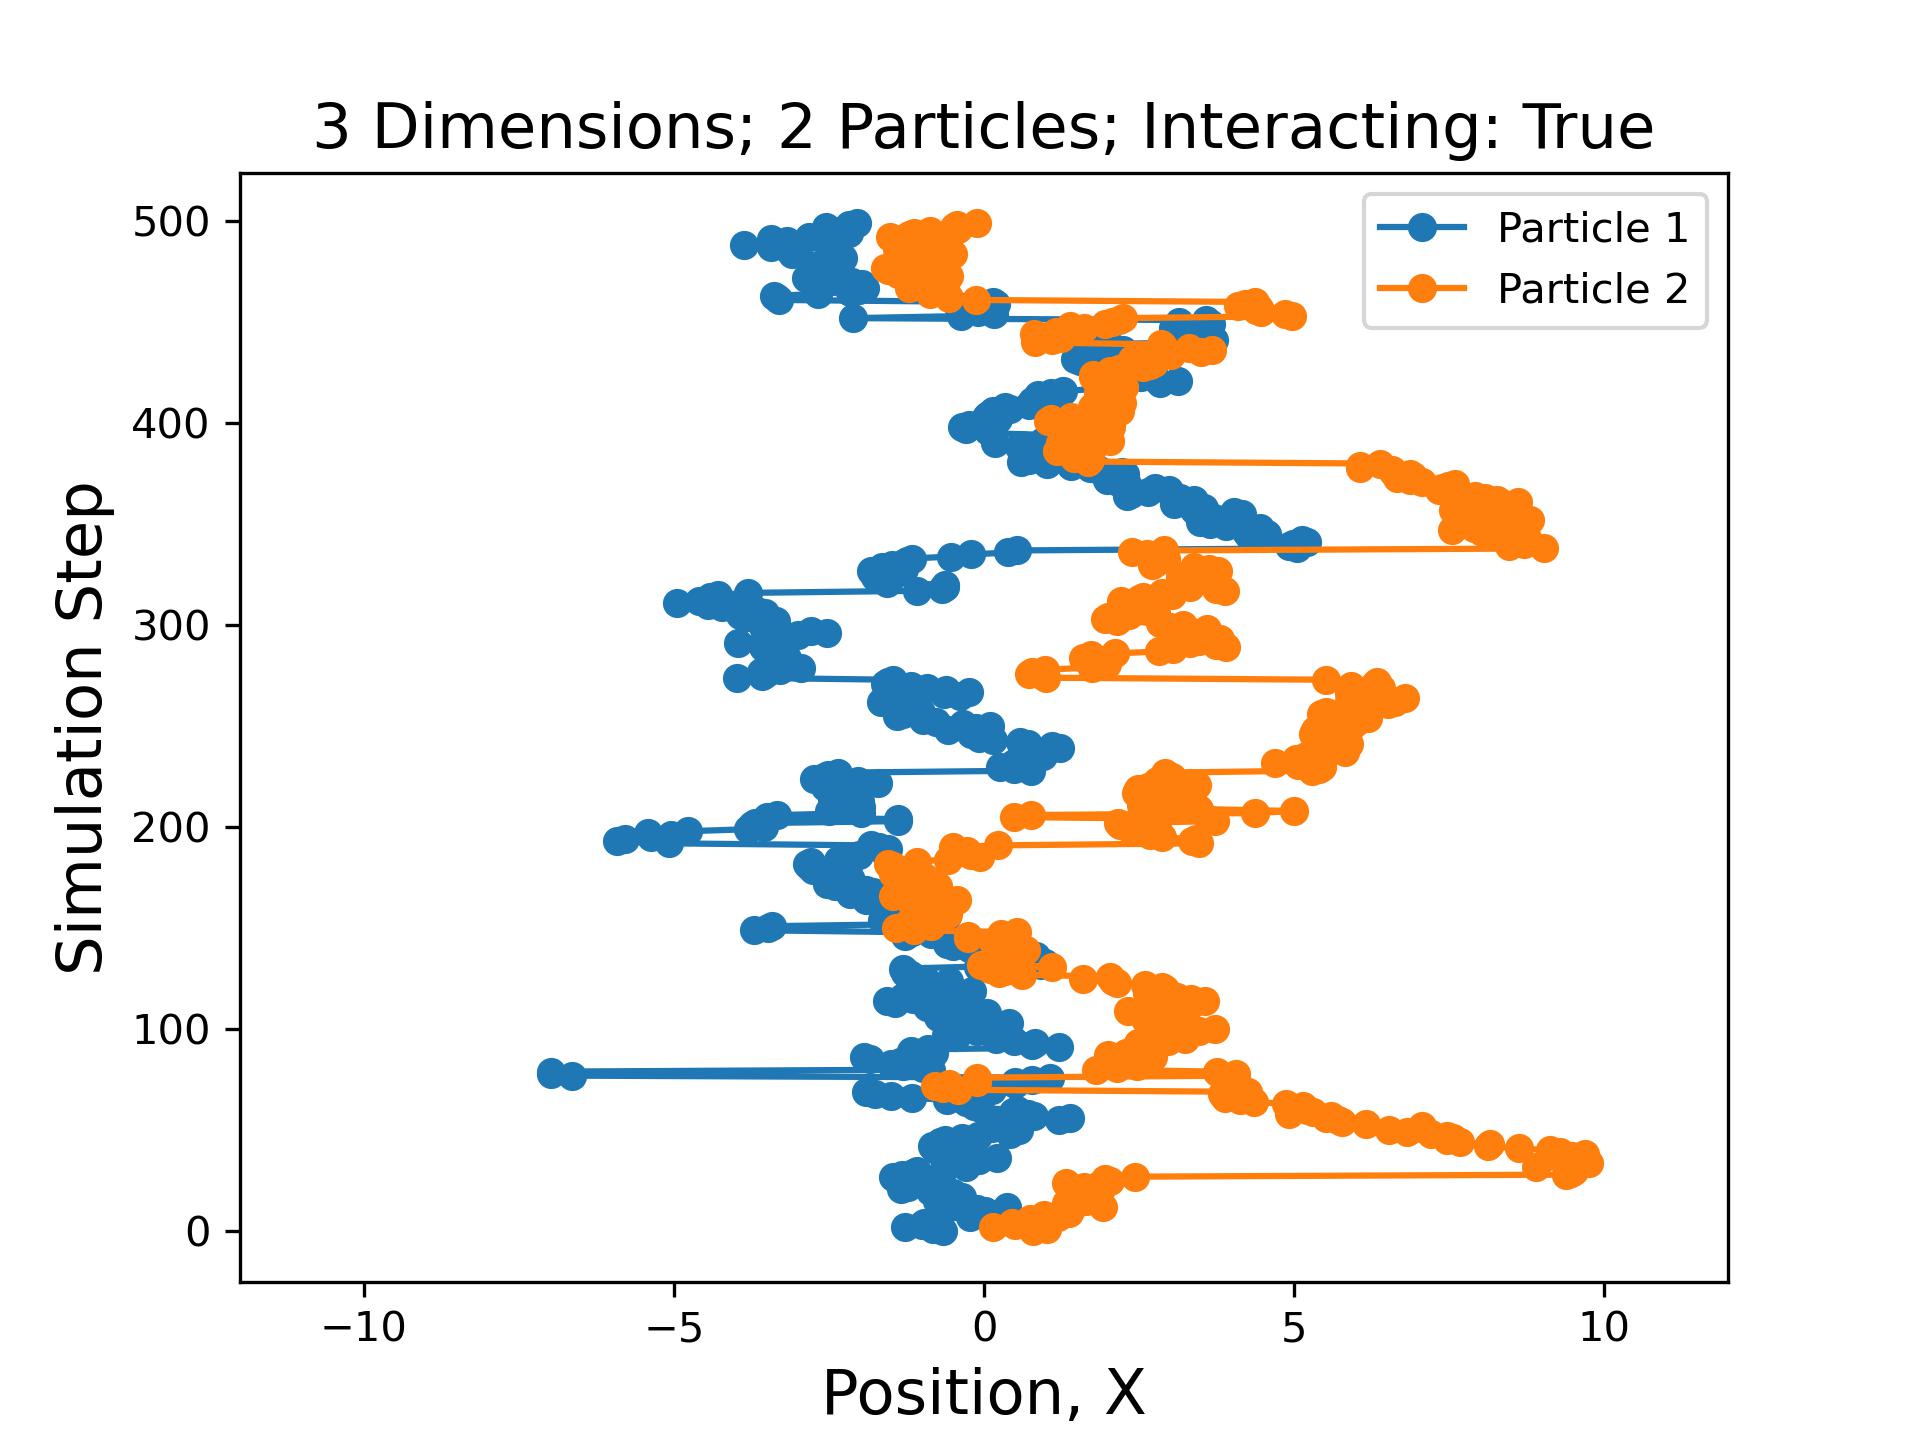 3 Dimensions; 2 Particles; Interacting: True
Particle 1
Particle 2
Simulation Step
500
400
300
200
100
0
−10 −5 0 5 10
Position, X